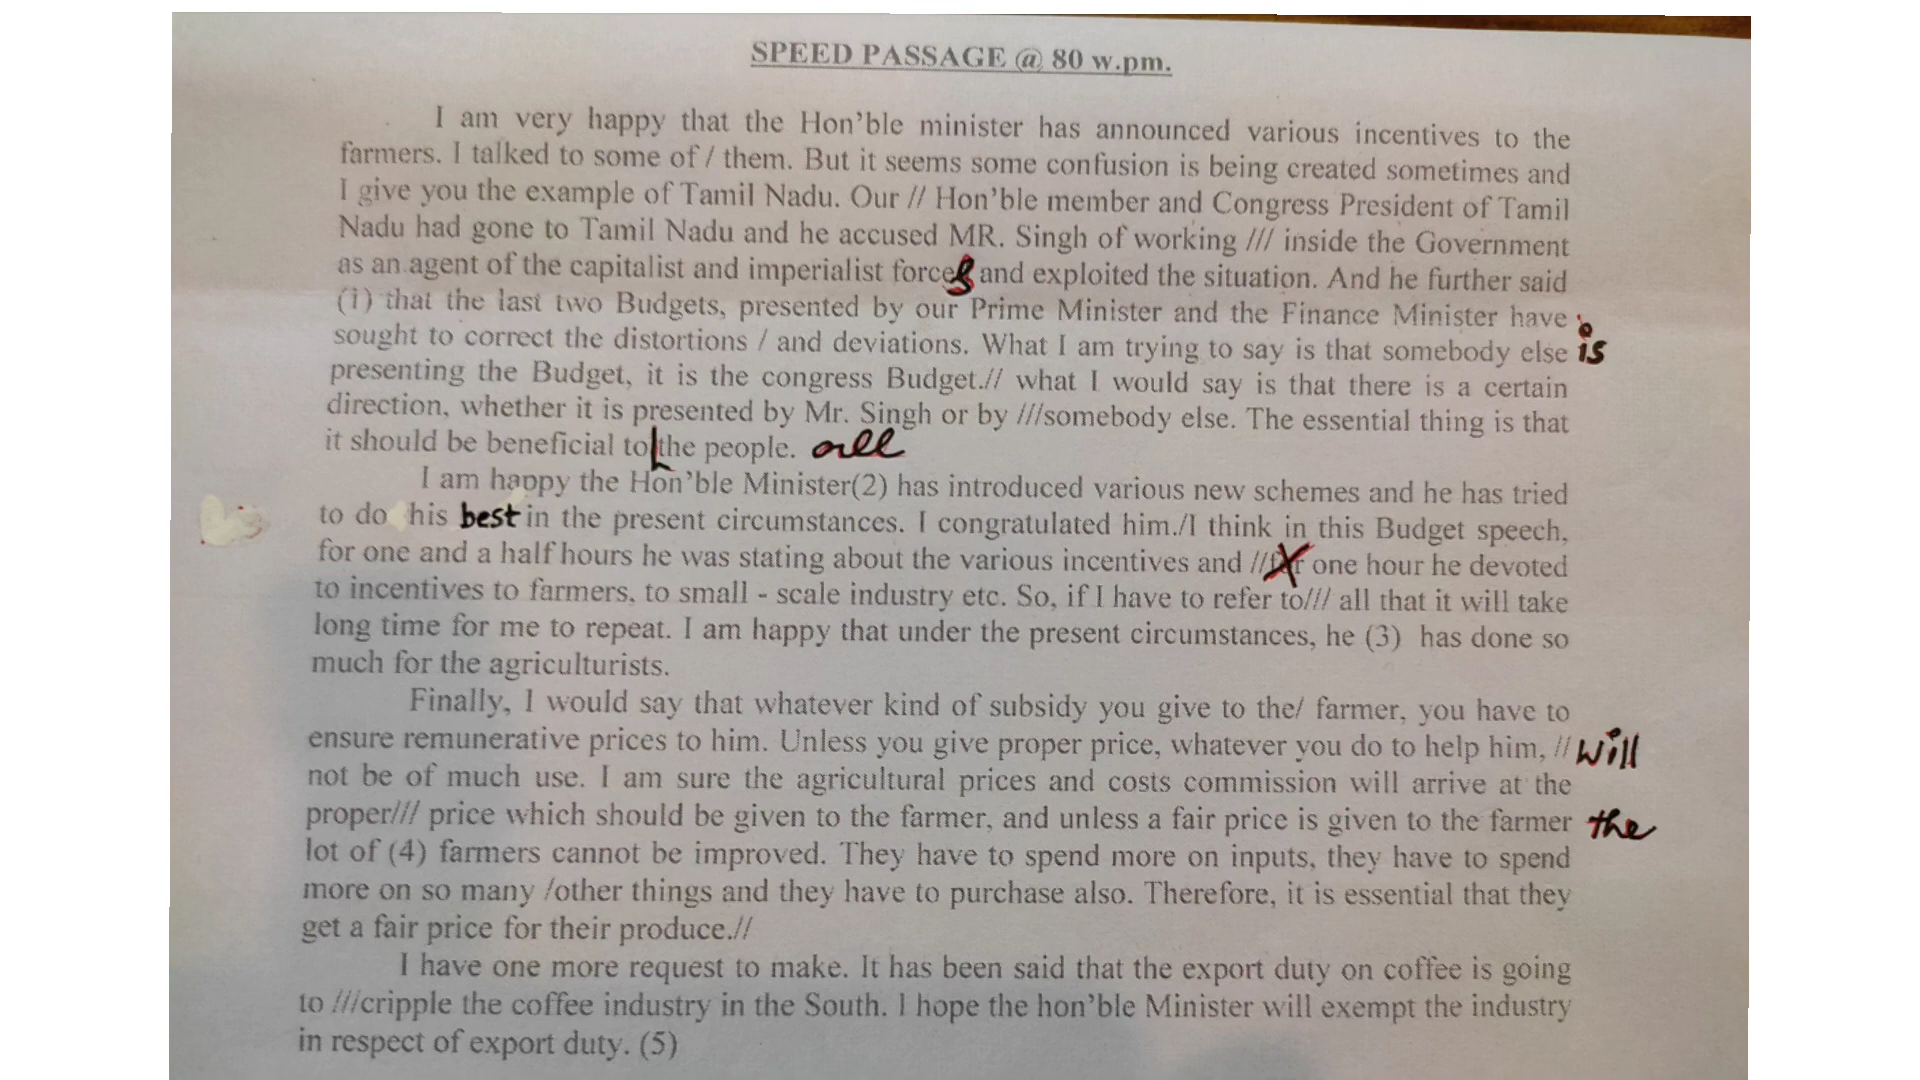 SPEED PASSAGE @ 80 w.pm.
I am very happy that the Hon'ble minister has announced various incentives to the
farmers. I talked to some of / them. But it seems some confusion is being created sometimes and
I give you the example of Tamil Nadu. Our // Hon'ble member and Congress President of Tamil
Nadu had gone to Tamil Nadu and he accused MR. Singh of working /// inside the Government
as an agent of the capitalist and imperialist forces and exploited the situation. And he further said
(1) that the last two Budgets, presented by our Prime Minister and the Finance Minister have
sought to correct the distortions / and deviations. What I am trying to say is that somebody else is
presenting the Budget, it is the congress Budget.// what I would say is that there is a certain
direction, whether it is presented by Mr. Singh or by ///somebody else. The essential thing is that
it should be beneficial to the people. all
I am happy the Hon'ble Minister(2) has introduced various new schemes and he has tried
to do his best in the present circumstances. I congratulated him./I think in this Budget speech,
for one and a half hours he was stating about the various incentives and //for one hour he devoted
to incentives to farmers, to small - scale industry etc. So, if I have to refer to/// all that it will take
long time for me to repeat. I am happy that under the present circumstances, he (3) has done so
much for the agriculturists.
Finally, I would say that whatever kind of subsidy you give to the/ farmer, you have to
ensure remunerative prices to him. Unless you give proper price, whatever you do to help him, // will
not be of much use. I am sure the agricultural prices and costs commission will arrive at the
proper/// price which should be given to the farmer, and unless a fair price is given to the farmer the
lot of (4) farmers cannot be improved. They have to spend more on inputs, they have to spend
more on so many /other things and they have to purchase also. Therefore, it is essential that they
get a fair price for their produce.//
I have one more request to make. It has been said that the export duty on coffee is going
to ///cripple the coffee industry in the South. I hope the hon'ble Minister will exempt the industry
in respect of export duty. (5)